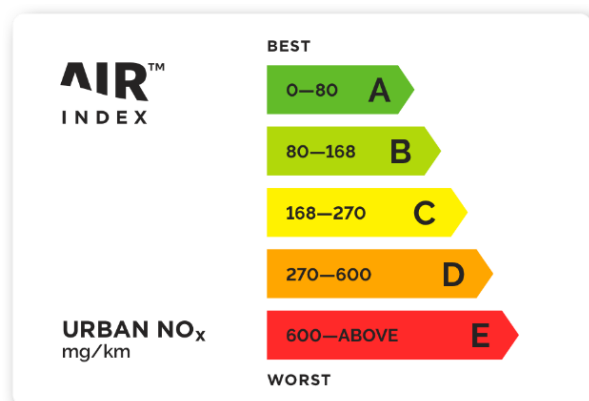 AIR™
INDEX
BEST
0—80 A
80—168 B
168—270 C
270—600 D
600—ABOVE E
WORST
URBAN NOx
mg/km